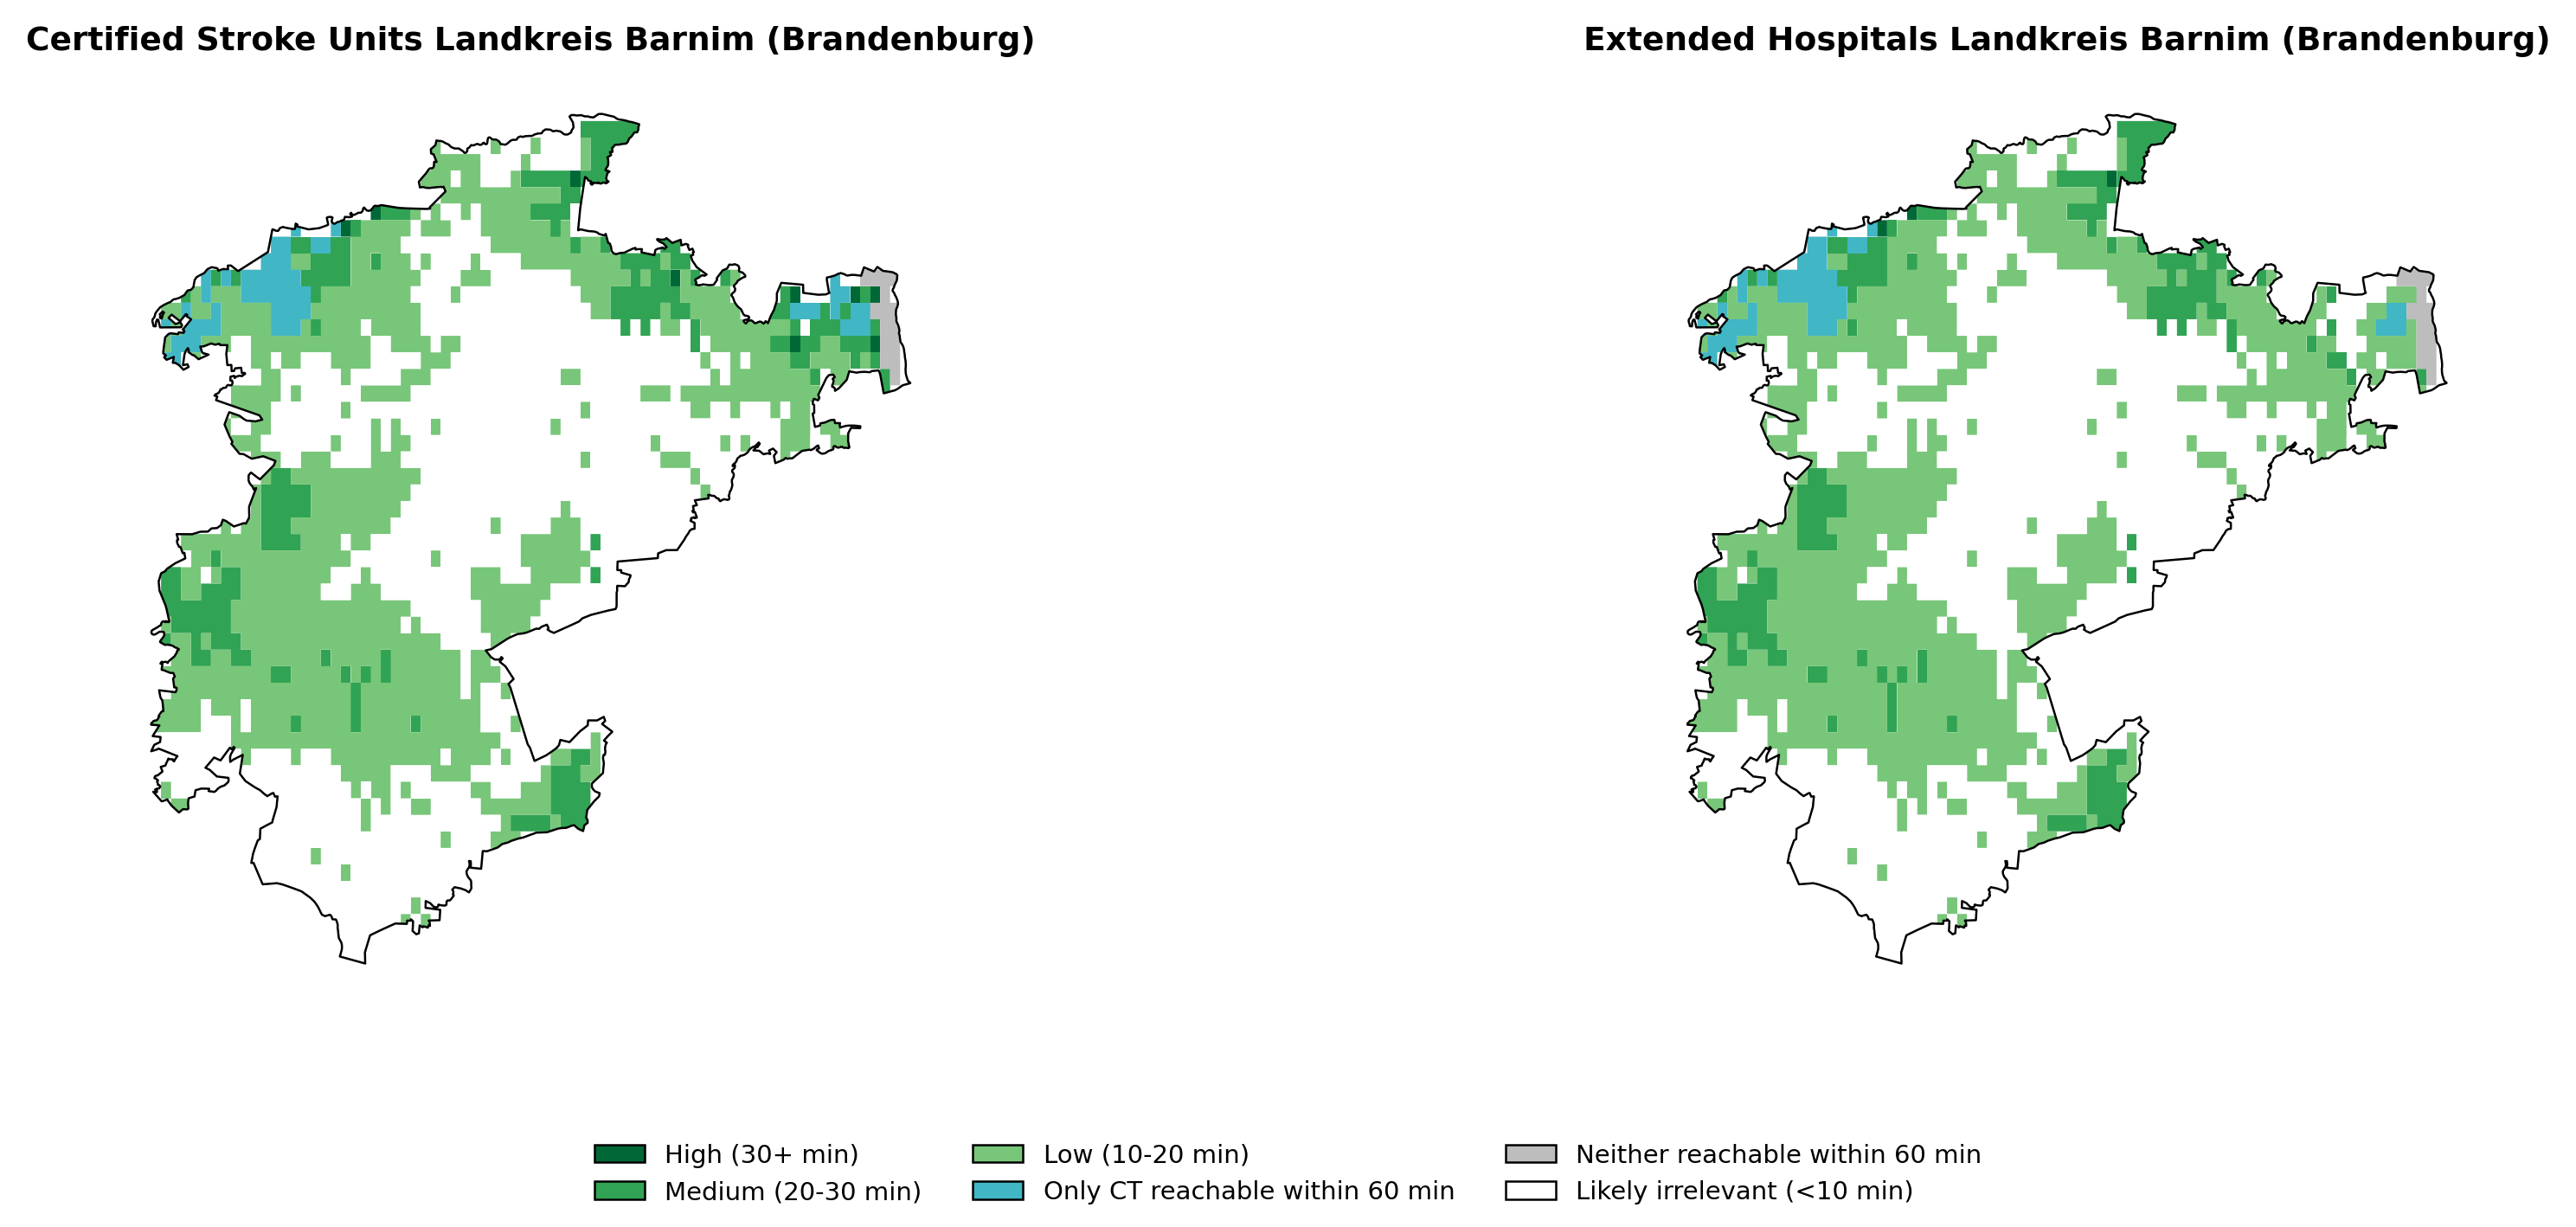 Certified Stroke Units Landkreis Barnim (Brandenburg)
Extended Hospitals Landkreis Barnim (Brandenburg)
High (30+ min)
Medium (20-30 min)
Low (10-20 min)
Only CT reachable within 60 min
Neither reachable within 60 min
Likely irrelevant (<10 min)